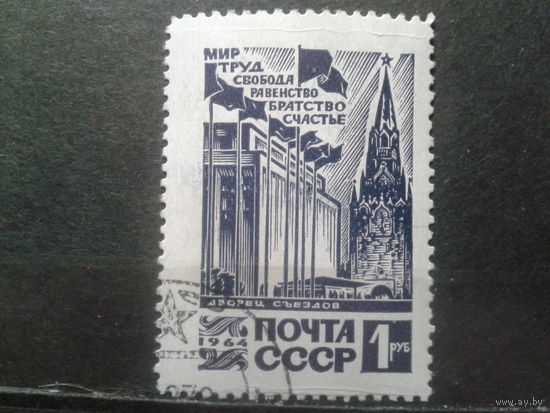 МИР
ТРУД
СВОБОДА
РАВЕНСТВО
БРАТСТВО
СЧАСТЬЕ
ДВОРЕЦ СЪЕЗДОВ
1964
ПОЧТА
СССР
1 РУБ
www.ay.by